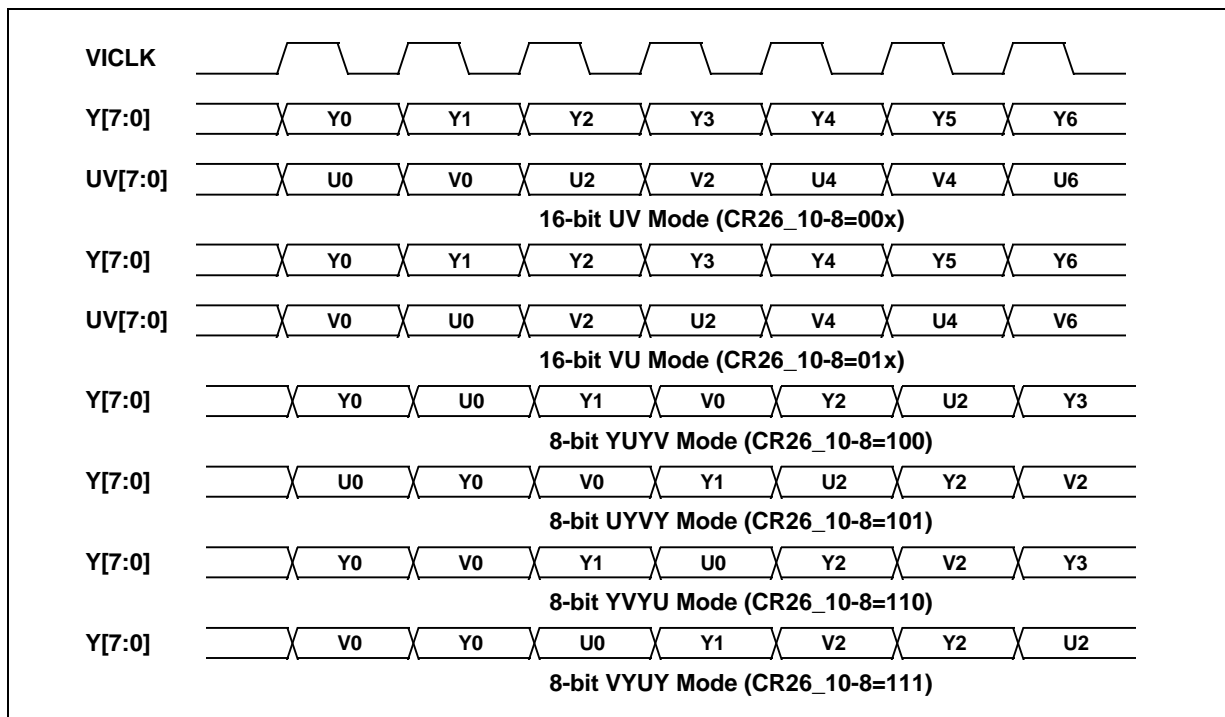 VICLK
Y[7:0] Y0 Y1 Y2 Y3 Y4 Y5 Y6
UV[7:0] U0 V0 U2 V2 U4 V4 U6
16-bit UV Mode (CR26_10-8=00x)
Y[7:0] Y0 Y1 Y2 Y3 Y4 Y5 Y6
UV[7:0] V0 U0 V2 U2 V4 U4 V6
16-bit VU Mode (CR26_10-8=01x)
Y[7:0] Y0 U0 Y1 V0 Y2 U2 Y3
8-bit YUYV Mode (CR26_10-8=100)
Y[7:0] U0 Y0 V0 Y1 U2 Y2 V2
8-bit UYVY Mode (CR26_10-8=101)
Y[7:0] Y0 V0 Y1 U0 Y2 V2 Y3
8-bit YVYU Mode (CR26_10-8=110)
Y[7:0] V0 Y0 U0 Y1 V2 Y2 U2
8-bit VYUY Mode (CR26_10-8=111)